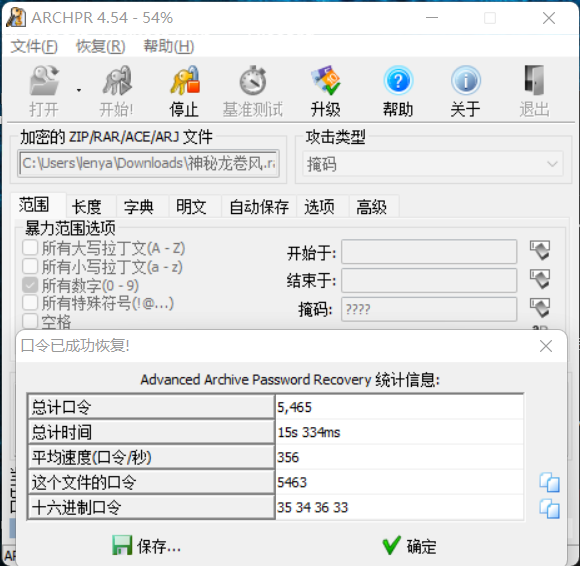 ARCHPR 4.54 - 54%
文件(F) 恢复(R) 帮助(H)
打开 开始! 停止 基准测试 升级 帮助 关于 退出
加密的 ZIP/RAR/ACE/ARJ 文件 攻击类型
C:\Users\lenya\Downloads\神秘龙卷风.ra 掩码
范围 长度 字典 明文 自动保存 选项 高级
暴力范围选项
所有大写拉丁文(A - Z) 开始于:
所有小写拉丁文(a - z)
所有数字(0 - 9) 结束于:
所有特殊符号(!@...) 掩码: ????
空格
口令已成功恢复!
Advanced Archive Password Recovery 统计信息:
总计口令 5,465
总计时间 15s 334ms
平均速度(口令/秒) 356
这个文件的口令 5463
十六进制口令 35 34 36 33
保存... 确定